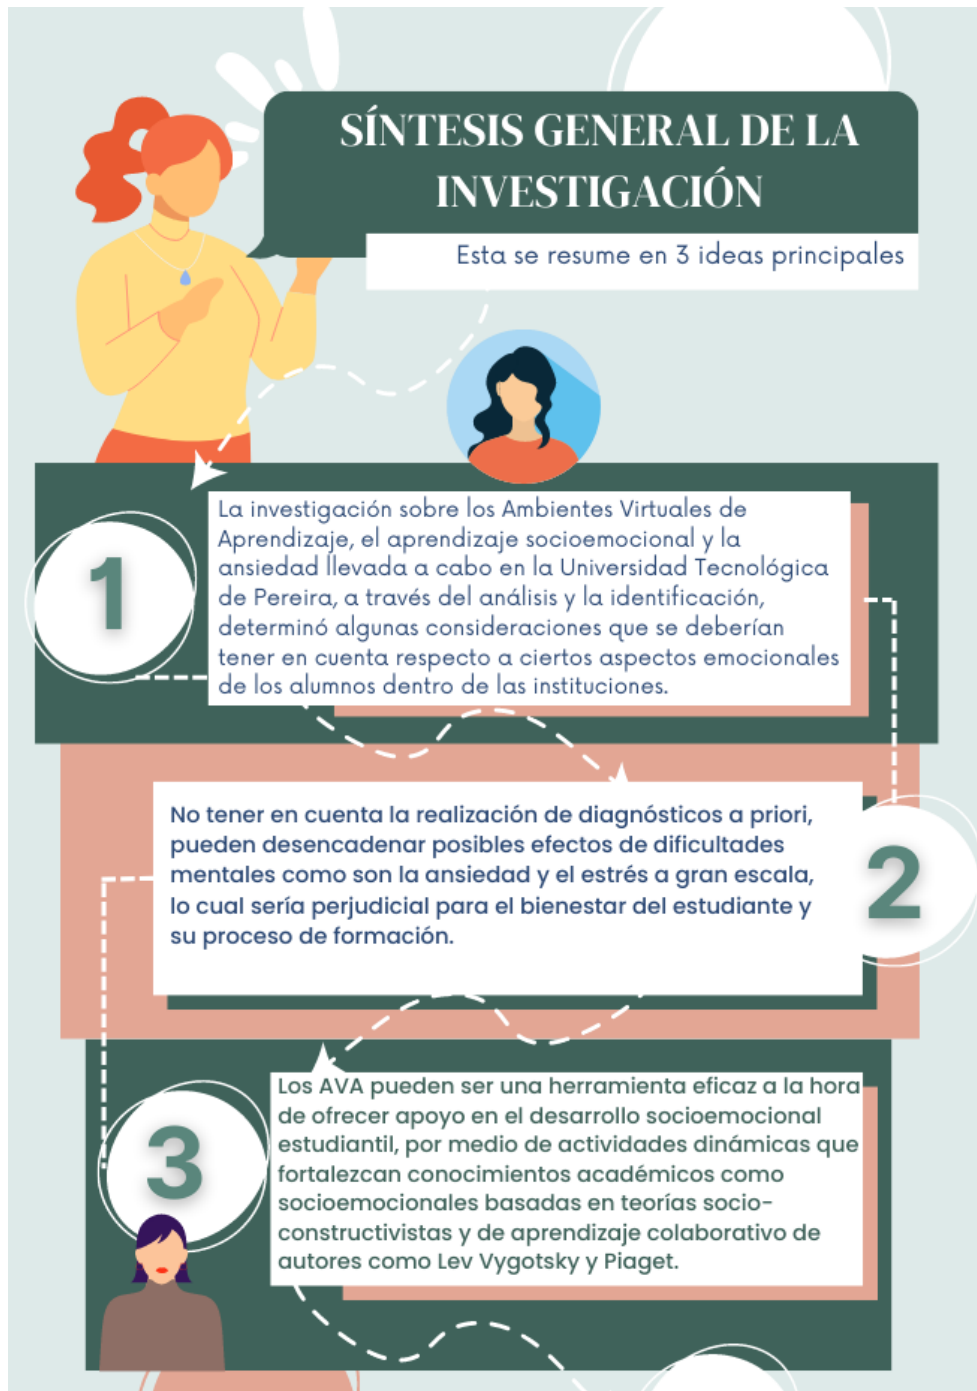 SÍNTESIS GENERAL DE LA
INVESTIGACIÓN
Esta se resume en 3 ideas principales
1
La investigación sobre los Ambientes Virtuales de
Aprendizaje, el aprendizaje socioemocional y la
ansiedad llevada a cabo en la Universidad Tecnológica
de Pereira, a través del análisis y la identificación,
determinó algunas consideraciones que se deberían
tener en cuenta respecto a ciertos aspectos emocionales
de los alumnos dentro de las instituciones.
2
No tener en cuenta la realización de diagnósticos a priori,
pueden desencadenar posibles efectos de dificultades
mentales como son la ansiedad y el estrés a gran escala,
lo cual sería perjudicial para el bienestar del estudiante y
su proceso de formación.
3
Los AVA pueden ser una herramienta eficaz a la hora
de ofrecer apoyo en el desarrollo socioemocional
estudiantil, por medio de actividades dinámicas que
fortalezcan conocimientos académicos como
socioemocionales basadas en teorías socio-
constructivistas y de aprendizaje colaborativo de
autores como Lev Vygotsky y Piaget.